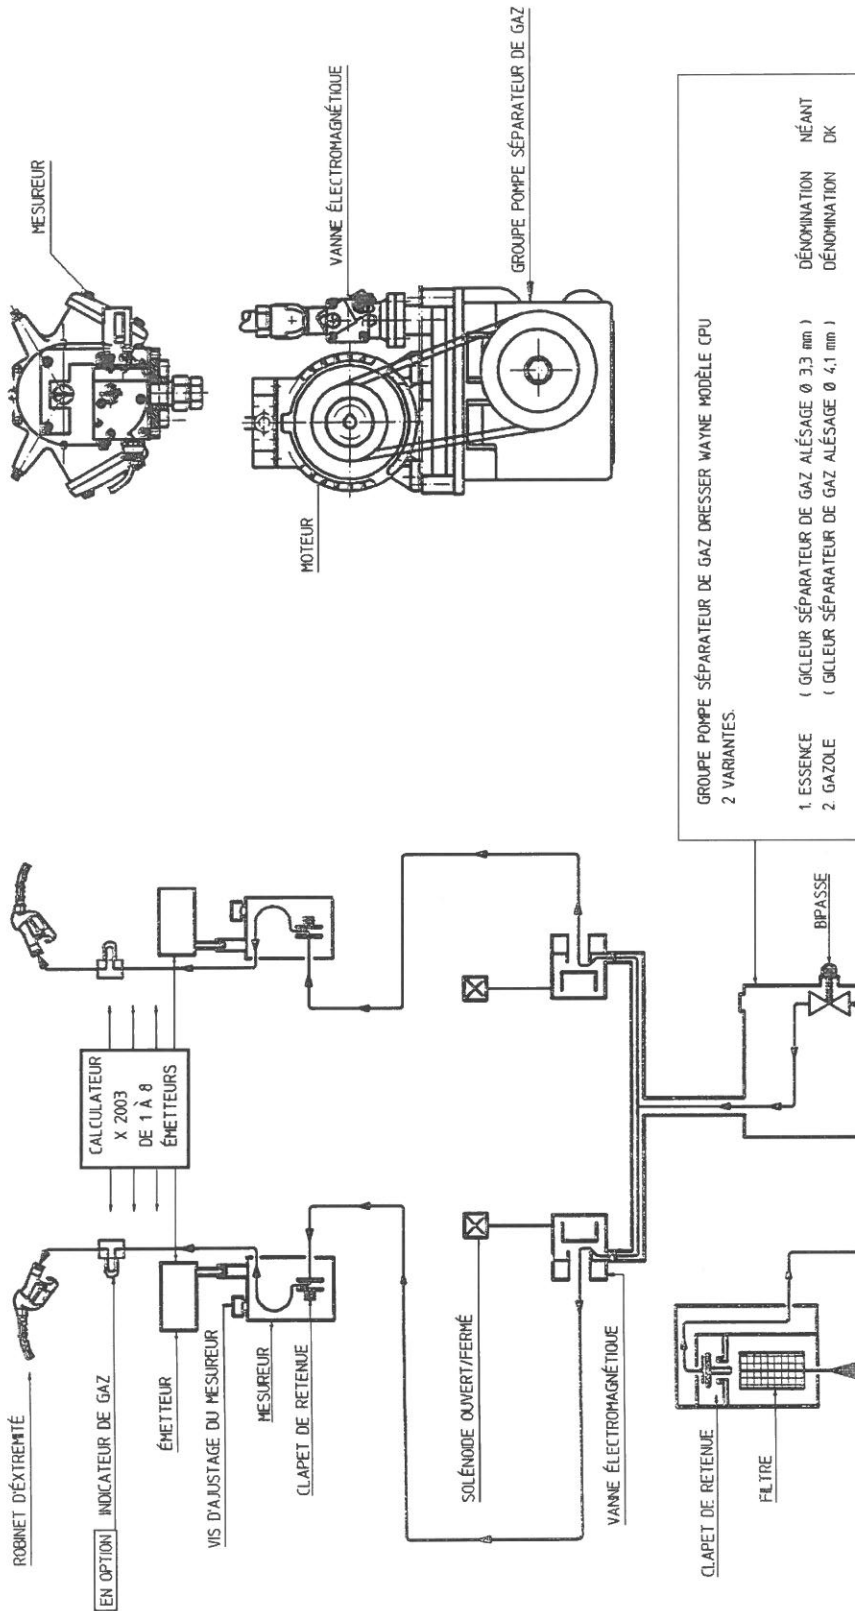 ROBINET D'ÉXTREMITÉ
EN OPTION
INDICATEUR DE GAZ
ÉMETTEUR
VIS D'AJUSTAGE DU MESUREUR
MESUREUR
CLAPET DE RETENUE
CALCULATEUR
X 2003
DE 1 À 8
ÉMETTEURS
SOLÉNOIDE OUVERT/FERMÉ
VANNE ÉLECTROMAGNÉTIQUE
CLAPET DE RETENUE
FILTRE
BIPASSE
MESUREUR
MOTEUR
VANNE ÉLECTROMAGNÉTIQUE
GROUPE POMPE SÉPARATEUR DE GAZ
GROUPE POMPE SÉPARATEUR DE GAZ DRESSER WAYNE MODÈLE CPU
2 VARIANTES.
1. ESSENCE ( GICLEUR SÉPARATEUR DE GAZ ALÉSAGE Ø 3,3 mm ) DÉNOMINATION NÉANT
2. GAZOLE ( GICLEUR SÉPARATEUR DE GAZ ALÉSAGE Ø 4,1 mm ) DÉNOMINATION DK